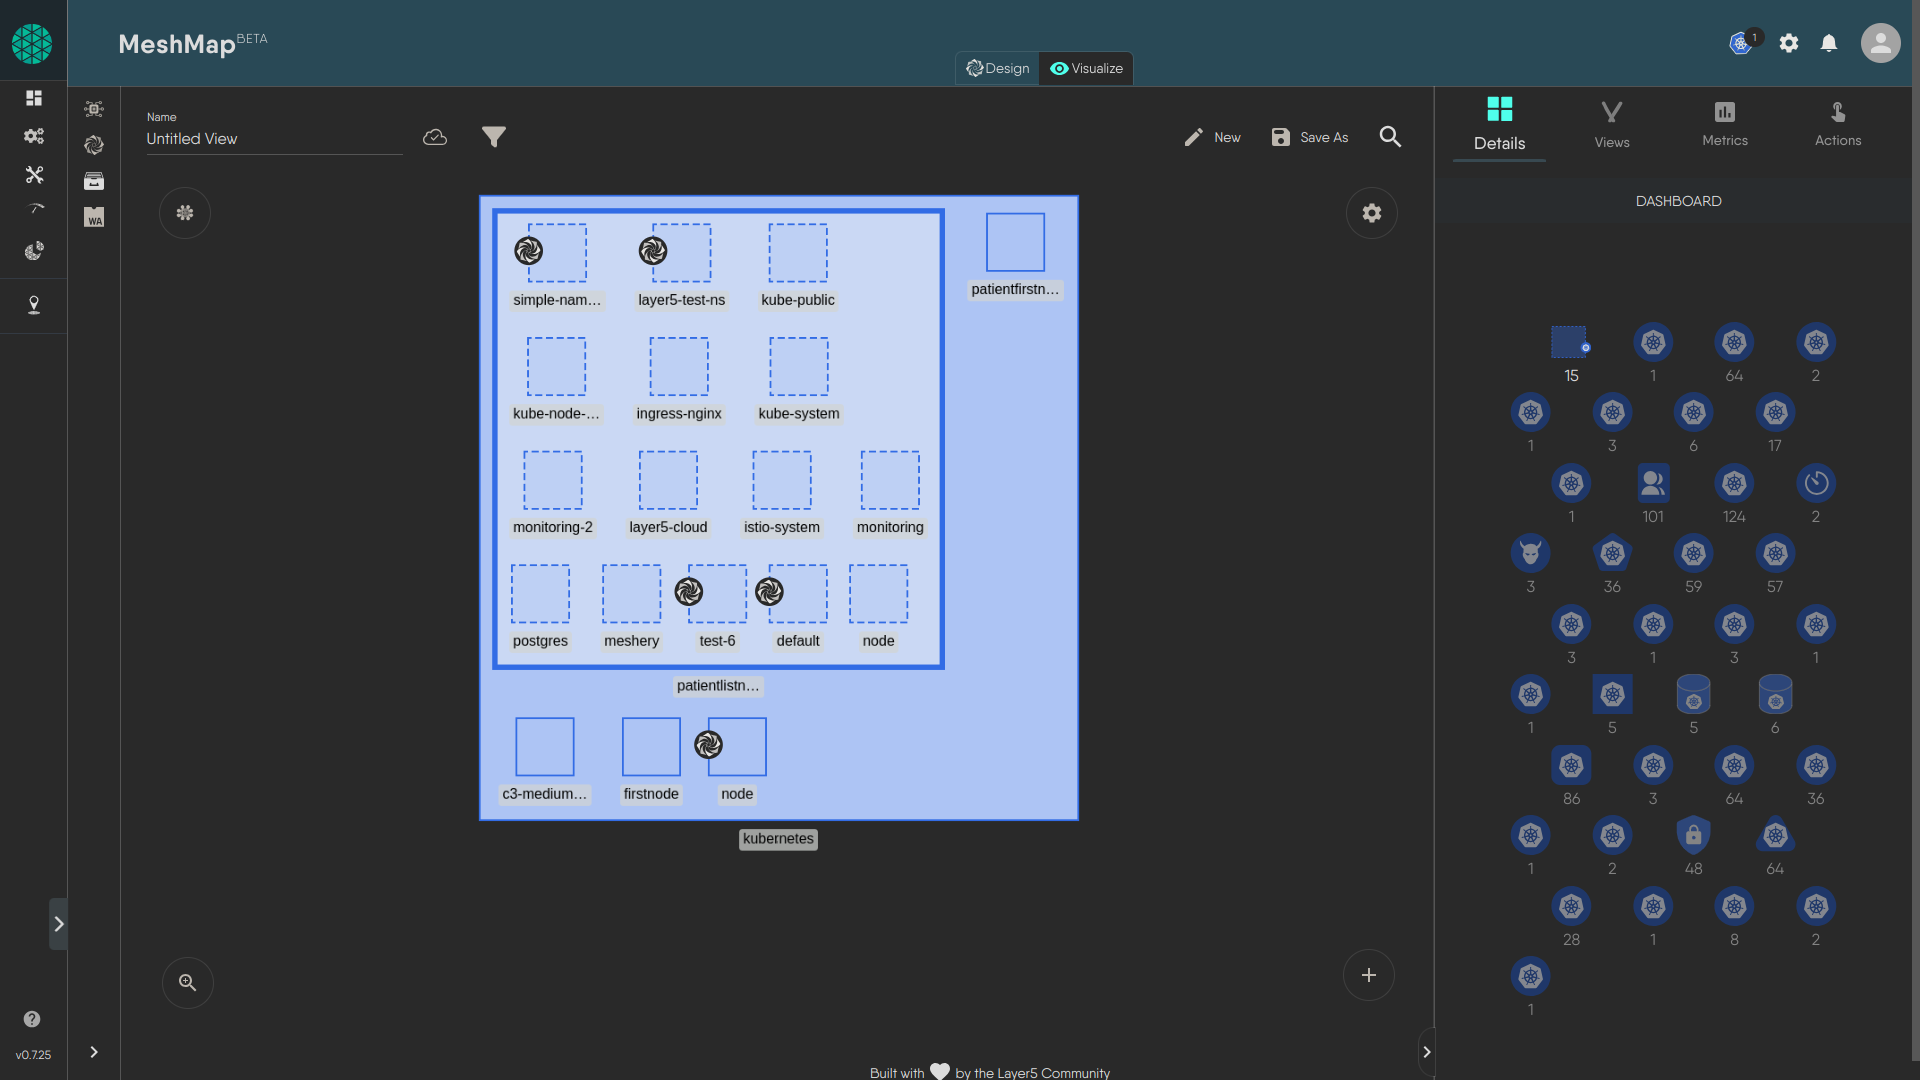 MeshMap BETA
1
Design
Visualize
Name
Untitled View
New
Save As
Details
Views
Metrics
Actions
WA
DASHBOARD
simple-nam...
layer5-test-ns
kube-public
patientfirstn...
kube-node-...
ingress-nginx
kube-system
monitoring-2
layer5-cloud
istio-system
monitoring
postgres
meshery
test-6
default
node
patientlistn...
c3-medium...
firstnode
node
kubernetes
15 1 64 2
1 3 6 17
1 101 124 2
3 36 59 57
3 1 3 1
1 5 5 6
86 3 64 36
1 2 48 64
28 1 8 2
1
v0.7.25
Built with by the Layer5 Community